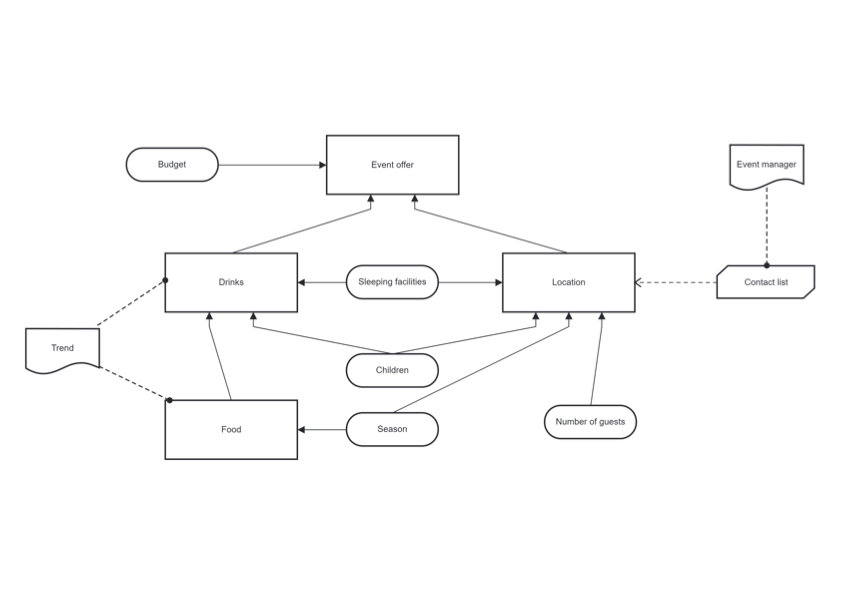 Budget
Event offer
Event manager
Drinks
Sleeping facilities
Location
Contact list
Trend
Children
Food
Season
Number of guests